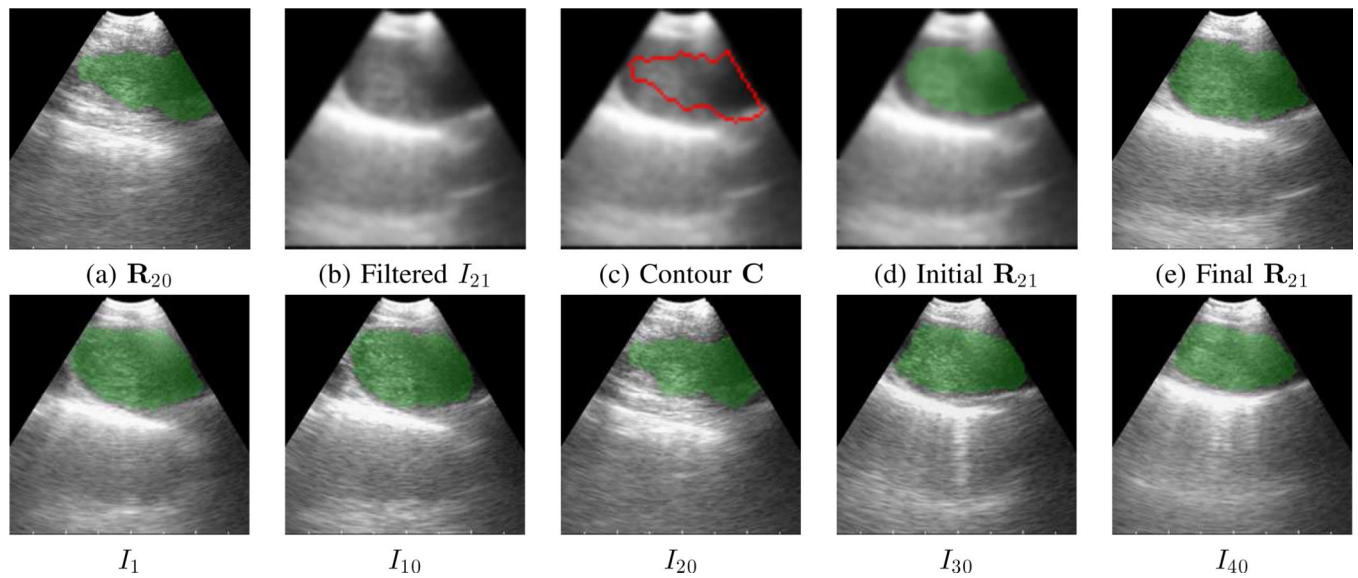 (a) R₂₀ (b) Filtered I₂₁ (c) Contour C (d) Initial R₂₁ (e) Final R₂₁
I₁ I₁₀ I₂₀ I₃₀ I₄₀